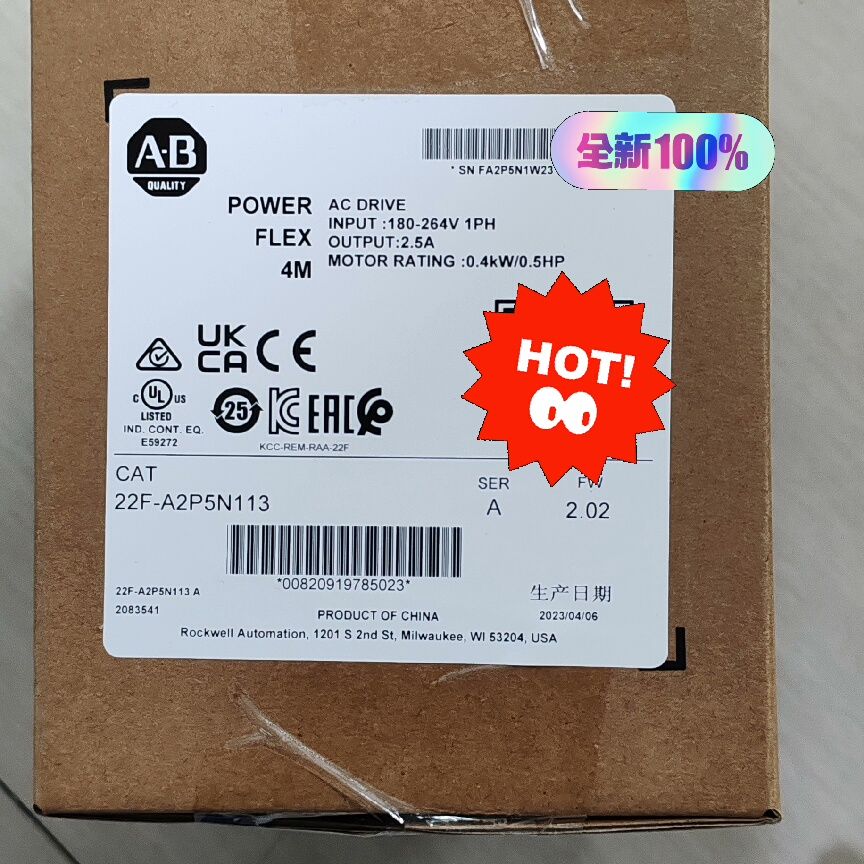 A-B
QUALITY
* SN FA2P5N1W23
全新100%
POWER
FLEX
4M
AC DRIVE
INPUT :180-264V 1PH
OUTPUT:2.5A
MOTOR RATING :0.4kW/0.5HP
HOT!
UK
CA CE
C UL US
LISTED
IND. CONT. EQ.
E59272
25
EAC
KCC-REM-RAA-22F
CAT
22F-A2P5N113
SER
A
FW
2.02
*00820919785023*
22F-A2P5N113 A
2083541
生产日期
2023/04/06
PRODUCT OF CHINA
Rockwell Automation, 1201 S 2nd St, Milwaukee, WI 53204, USA